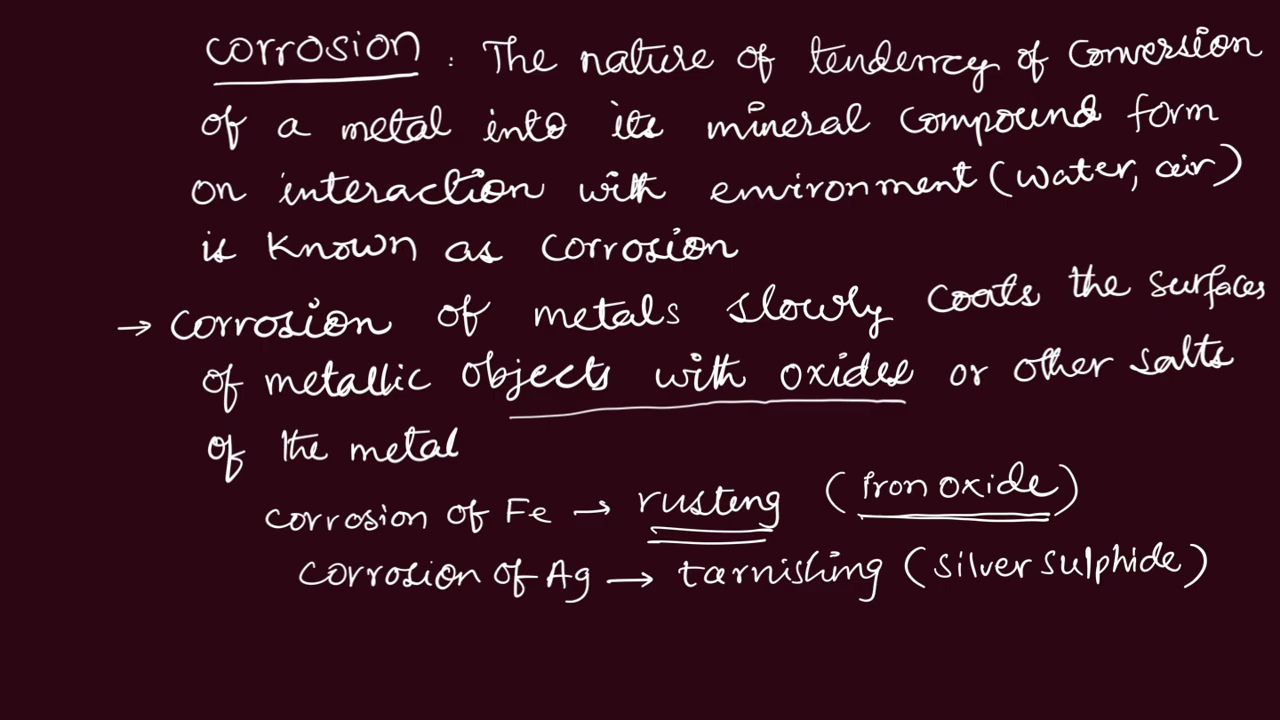 corrosion : The nature of tendency of conversion
of a metal into its mineral compound form
on interaction with environment (water, air)
is known as corrosion
→ corrosion of metals slowly coats the surfaces
of metallic objects with oxides or other salts
of the metal
corrosion of Fe → rusting (Iron oxide)
corrosion of Ag → tarnishing (silver sulphide)